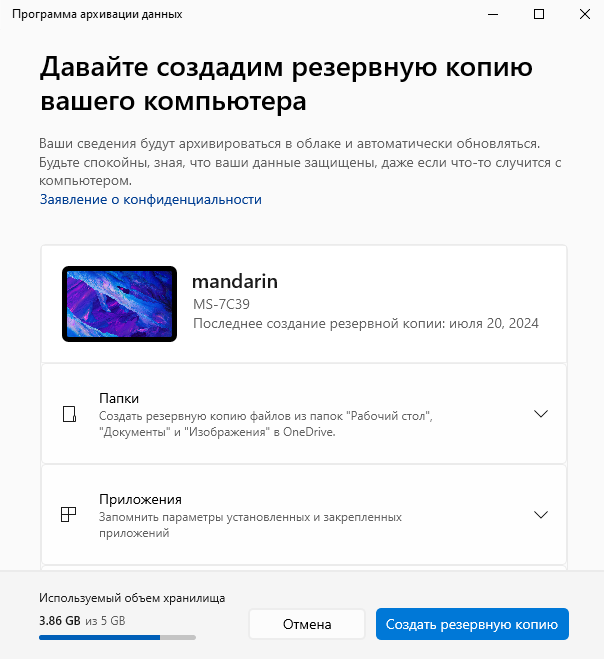 Программа архивации данных
Давайте создадим резервную копию
вашего компьютера
Ваши сведения будут архивироваться в облаке и автоматически обновляться.
Будьте спокойны, зная, что ваши данные защищены, даже если что-то случится с
компьютером.
Заявление о конфиденциальности
mandarin
MS-7C39
Последнее создание резервной копии: июля 20, 2024
Папки
Создать резервную копию файлов из папок "Рабочий стол",
"Документы" и "Изображения" в OneDrive.
Приложения
Запомнить параметры установленных и закрепленных
приложений
Используемый объем хранилища
3.86 GB из 5 GB
Отмена
Создать резервную копию